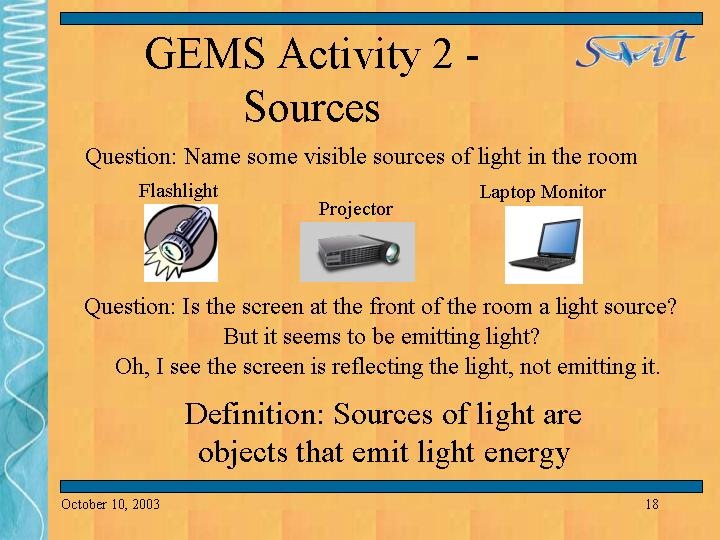 GEMS Activity 2 -
Sources
Swift
Question: Name some visible sources of light in the room
Flashlight
Projector
Laptop Monitor
Question: Is the screen at the front of the room a light source?
But it seems to be emitting light?
Oh, I see the screen is reflecting the light, not emitting it.
Definition: Sources of light are
objects that emit light energy
October 10, 2003
18